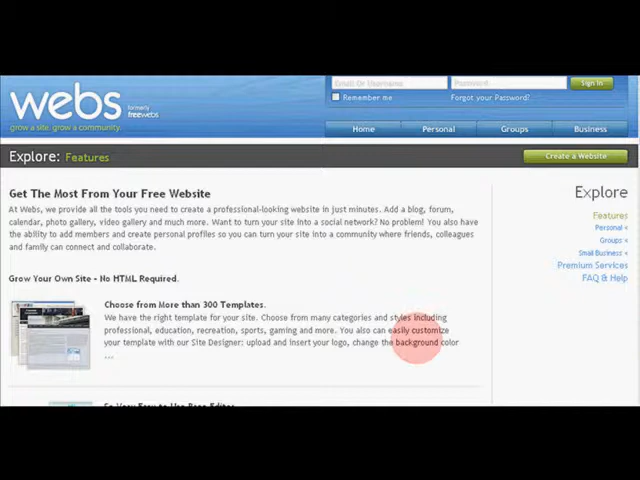 Email Or Username
Password
Sign In
webs
formerly
freewebs
Remember me
Forgot your Password?
grow a site. grow a community.
Home
Personal
Groups
Business
Explore: Features
Create a Website
Get The Most From Your Free Website
At Webs, we provide all the tools you need to create a professional-looking website in just minutes. Add a blog, forum,
calendar, photo gallery, video gallery and much more. Want to turn your site into a social network? No problem! You also have
the ability to add members and create personal profiles so you can turn your site into a community where friends, colleagues
and family can connect and collaborate.
Grow Your Own Site - No HTML Required.
Choose from More than 300 Templates.
We have the right template for your site. Choose from many categories and styles including
professional, education, recreation, sports, gaming and more. You also can easily customize
your template with our Site Designer: upload and insert your logo, change the background color
...
Explore
Features
Personal <
Groups <
Small Business <
Premium Services
FAQ & Help